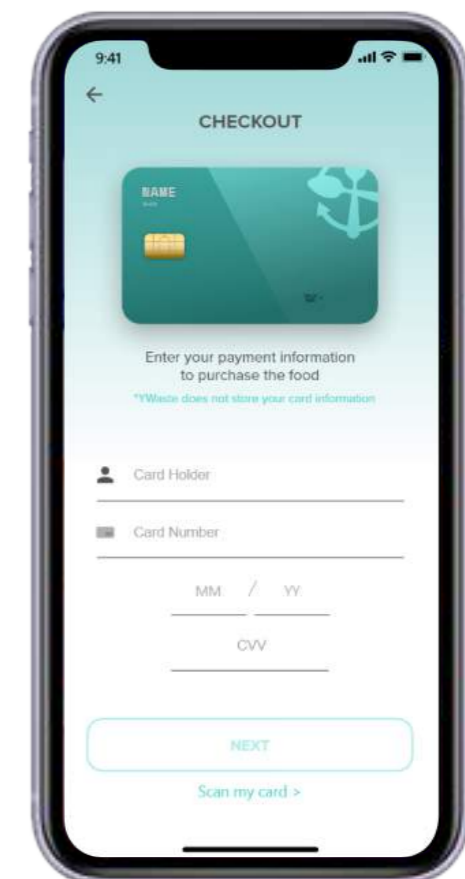 9:41
CHECKOUT
NAME
Enter your payment information
to purchase the food
*YWaste does not store your card information
Card Holder
Card Number
MM / YY
CVV
NEXT
Scan my card >